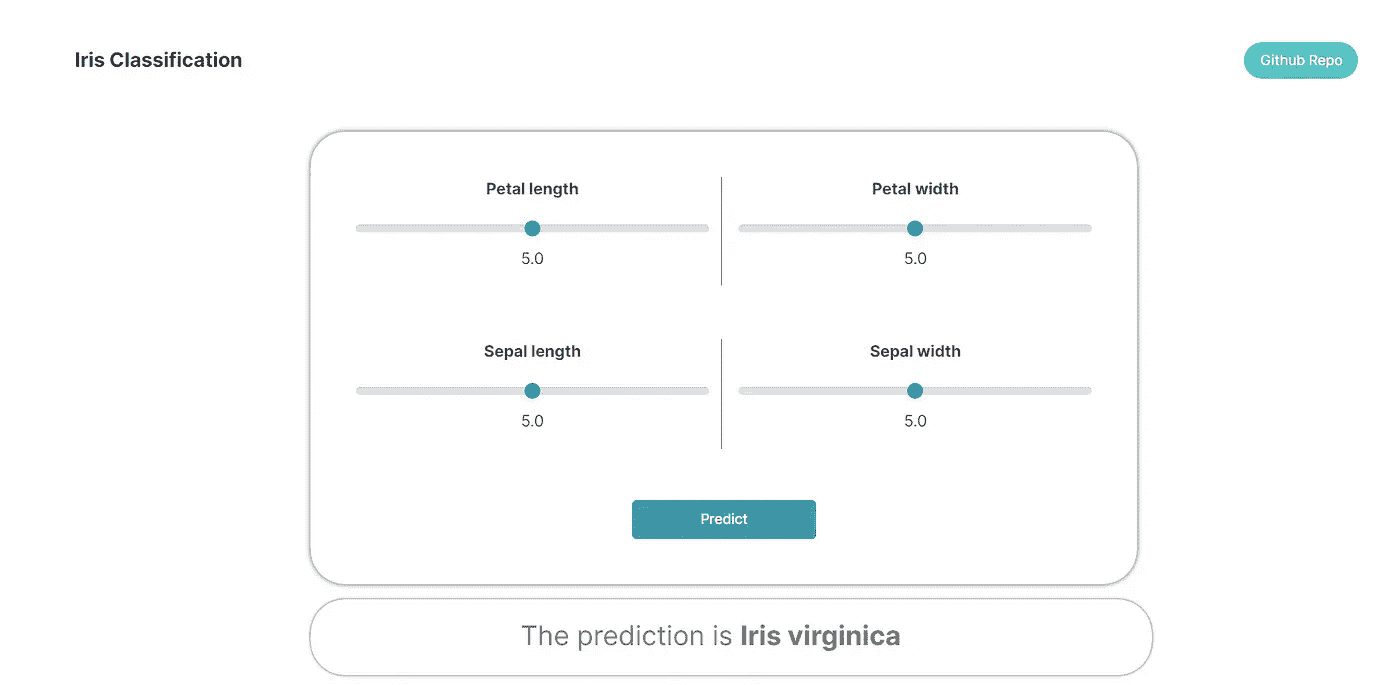 Iris Classification
Github Repo
Petal length
Petal width
5.0
5.0
Sepal length
Sepal width
5.0
5.0
Predict
The prediction is Iris virginica